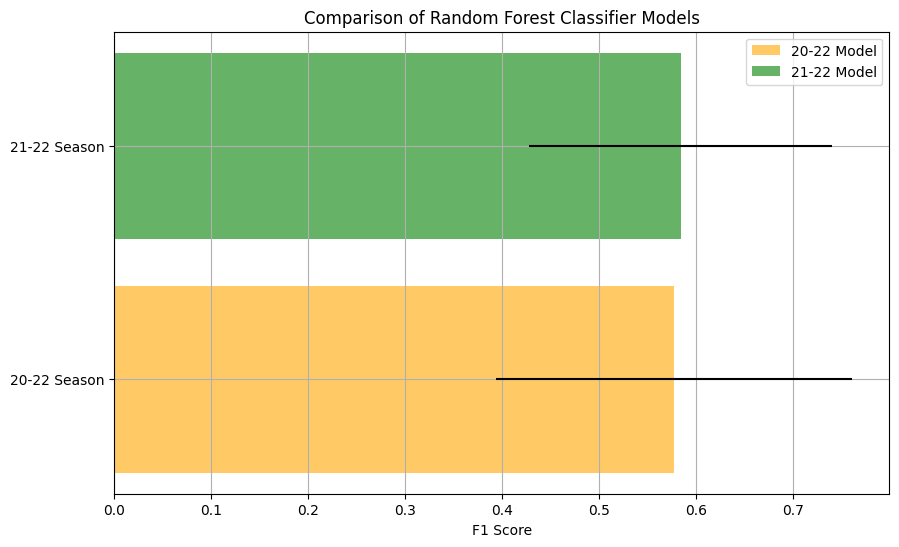 Comparison of Random Forest Classifier Models
20-22 Model
21-22 Model
21-22 Season
20-22 Season
0.0 0.1 0.2 0.3 0.4 0.5 0.6 0.7
F1 Score